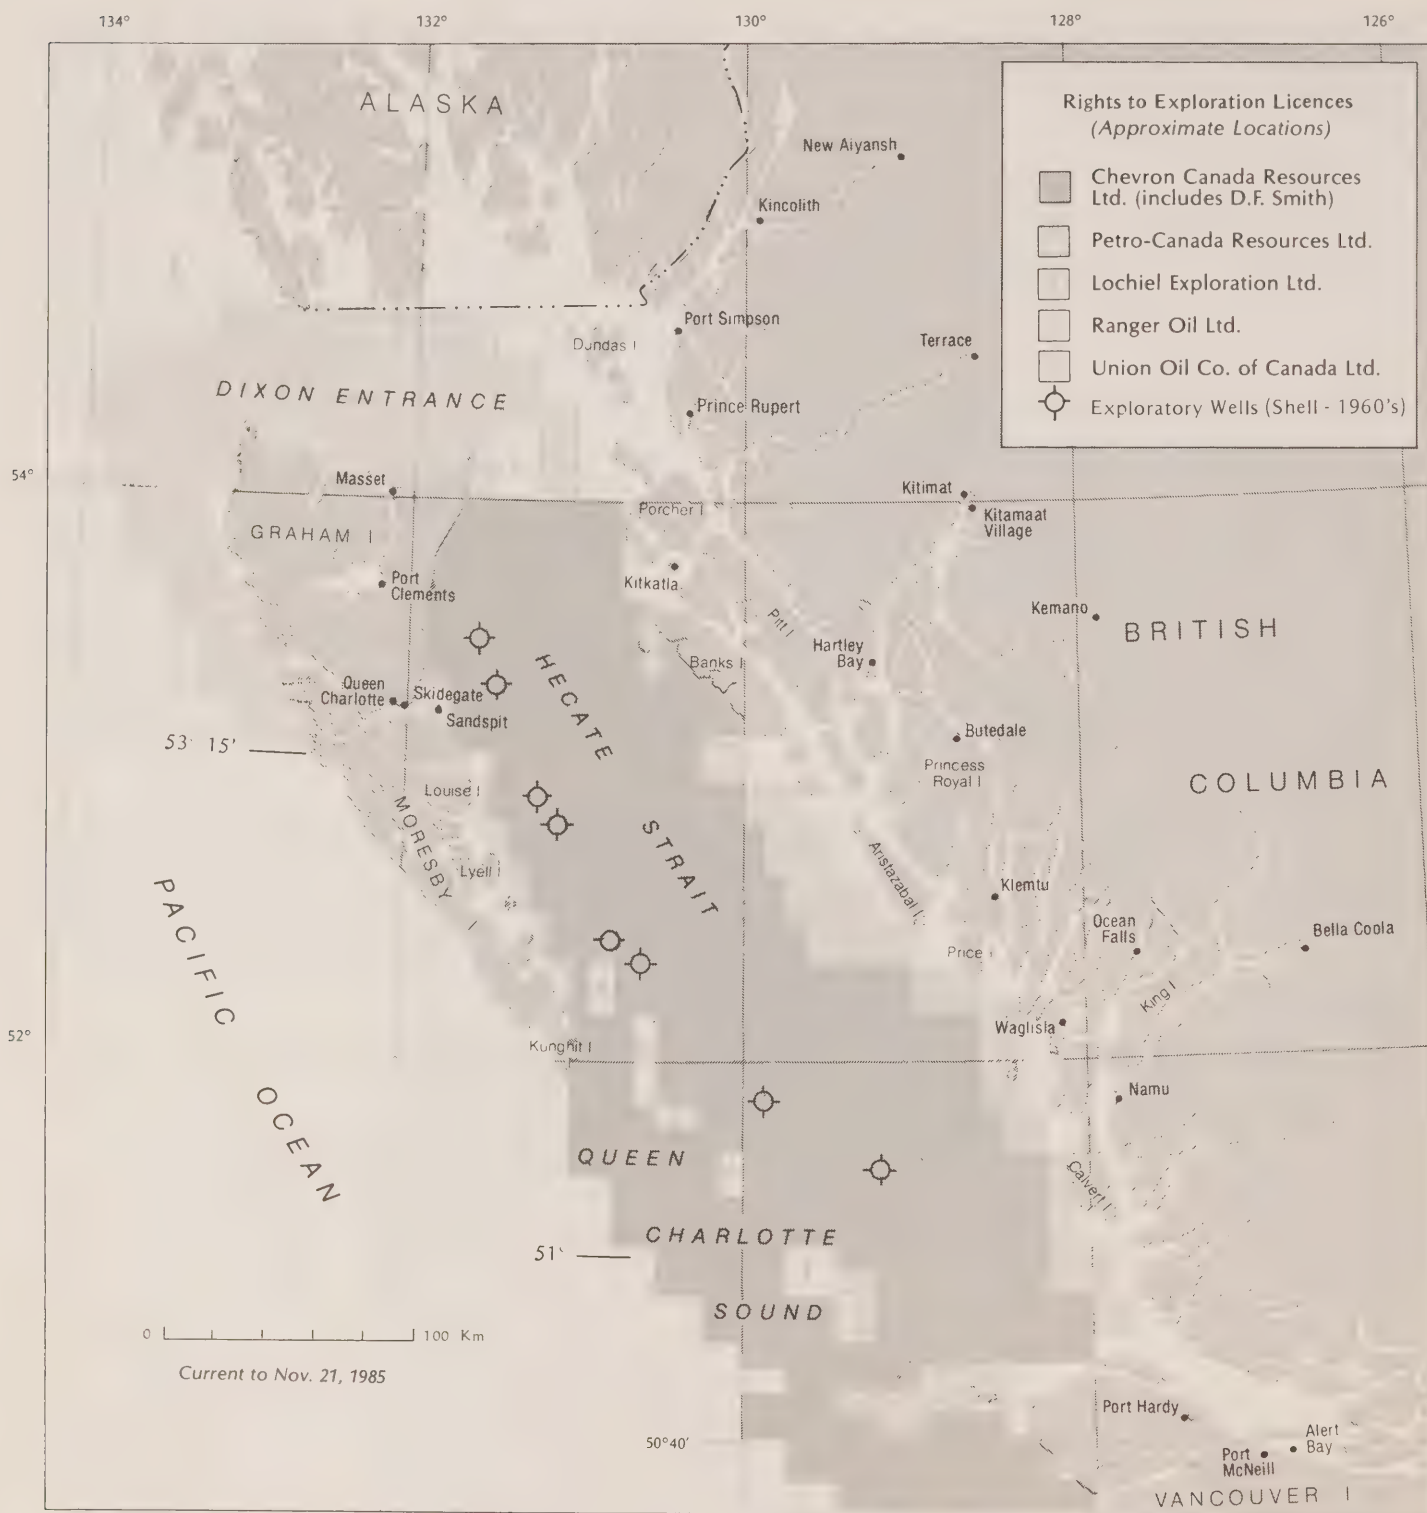 134° 132° 130° 128° 126°
ALASKA
Rights to Exploration Licences
(Approximate Locations)
Chevron Canada Resources
Ltd. (includes D.F. Smith)
Petro-Canada Resources Ltd.
Lochiel Exploration Ltd.
Ranger Oil Ltd.
Union Oil Co. of Canada Ltd.
Exploratory Wells (Shell - 1960's)
New Aiyansh
Kincolith
Port Simpson
Dundas I
Terrace
DIXON ENTRANCE
Prince Rupert
54°
Masset
Kitimat
Kitamaat
Village
Porcher I
GRAHAM I
Port
Clements
Kitkatla
Pitt I
Kemano
BRITISH
Hartley
Bay
Banks I
HECATE
STRAIT
Queen
Charlotte
Skidegate
Sandspit
53° 15'
Butedale
Princess
Royal I
COLUMBIA
Louise I
MORESBY I
Lyell I
Aristazabal I
Klemtu
Ocean
Falls
Bella Coola
Price I
King I
PACIFIC
OCEAN
Waglisla
52°
Kunghit I
Namu
QUEEN
CHARLOTTE
SOUND
Calvert I
51°
0 100 Km
Current to Nov. 21, 1985
50°40'
Port Hardy
Alert
Bay
Port
McNeill
VANCOUVER I